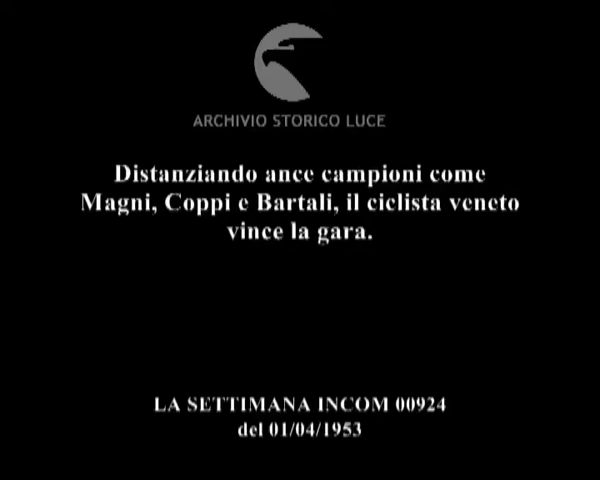 ARCHIVIO STORICO LUCE
Distanziando ance campioni come
Magni, Coppi e Bartali, il ciclista veneto
vince la gara.
LA SETTIMANA INCOM 00924
del 01/04/1953